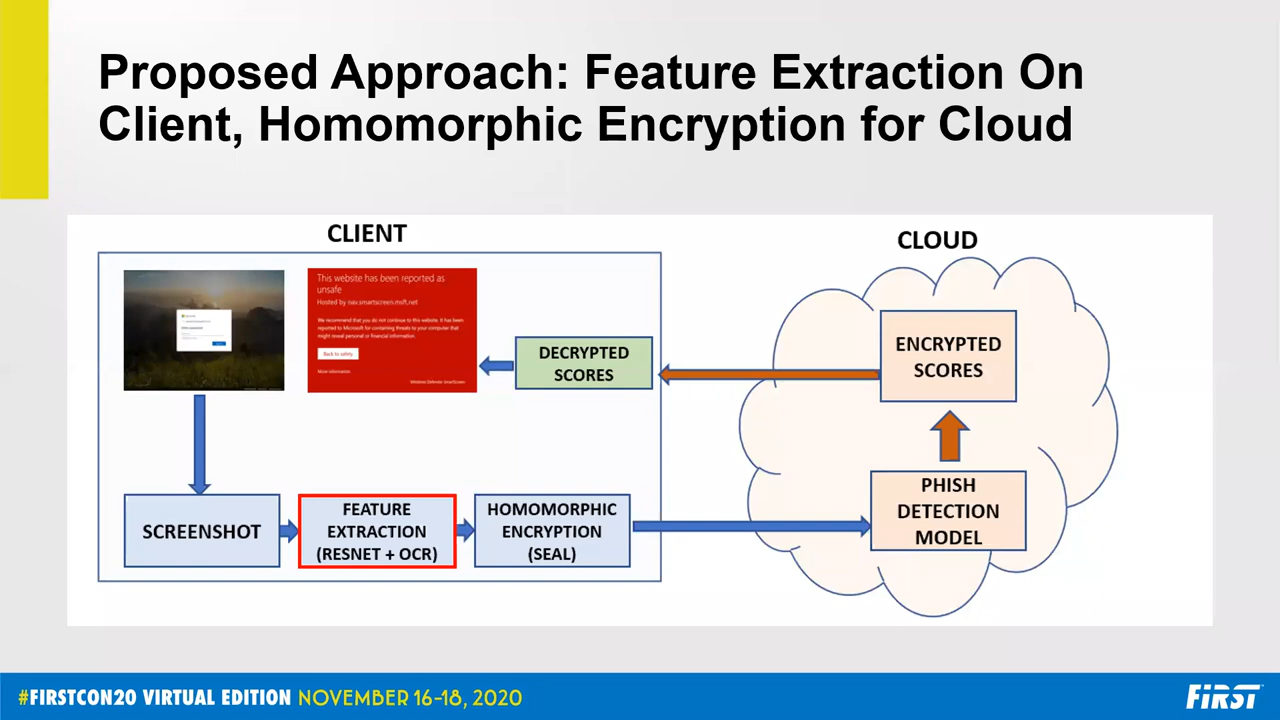 Proposed Approach: Feature Extraction On
Client, Homomorphic Encryption for Cloud
CLIENT
CLOUD
This website has been reported as
unsafe
Hosted by nav.smartscreen.msft.net
We recommend that you do not continue to this website. It has been
reported to Microsoft for containing threats to your computer that
might reveal personal or financial information.
Back to safety
More information
Windows Defender SmartScreen
DECRYPTED
SCORES
ENCRYPTED
SCORES
SCREENSHOT
FEATURE
EXTRACTION
(RESNET + OCR)
HOMOMORPHIC
ENCRYPTION
(SEAL)
PHISH
DETECTION
MODEL
#FIRSTCON20 VIRTUAL EDITION NOVEMBER 16-18, 2020
FIRST